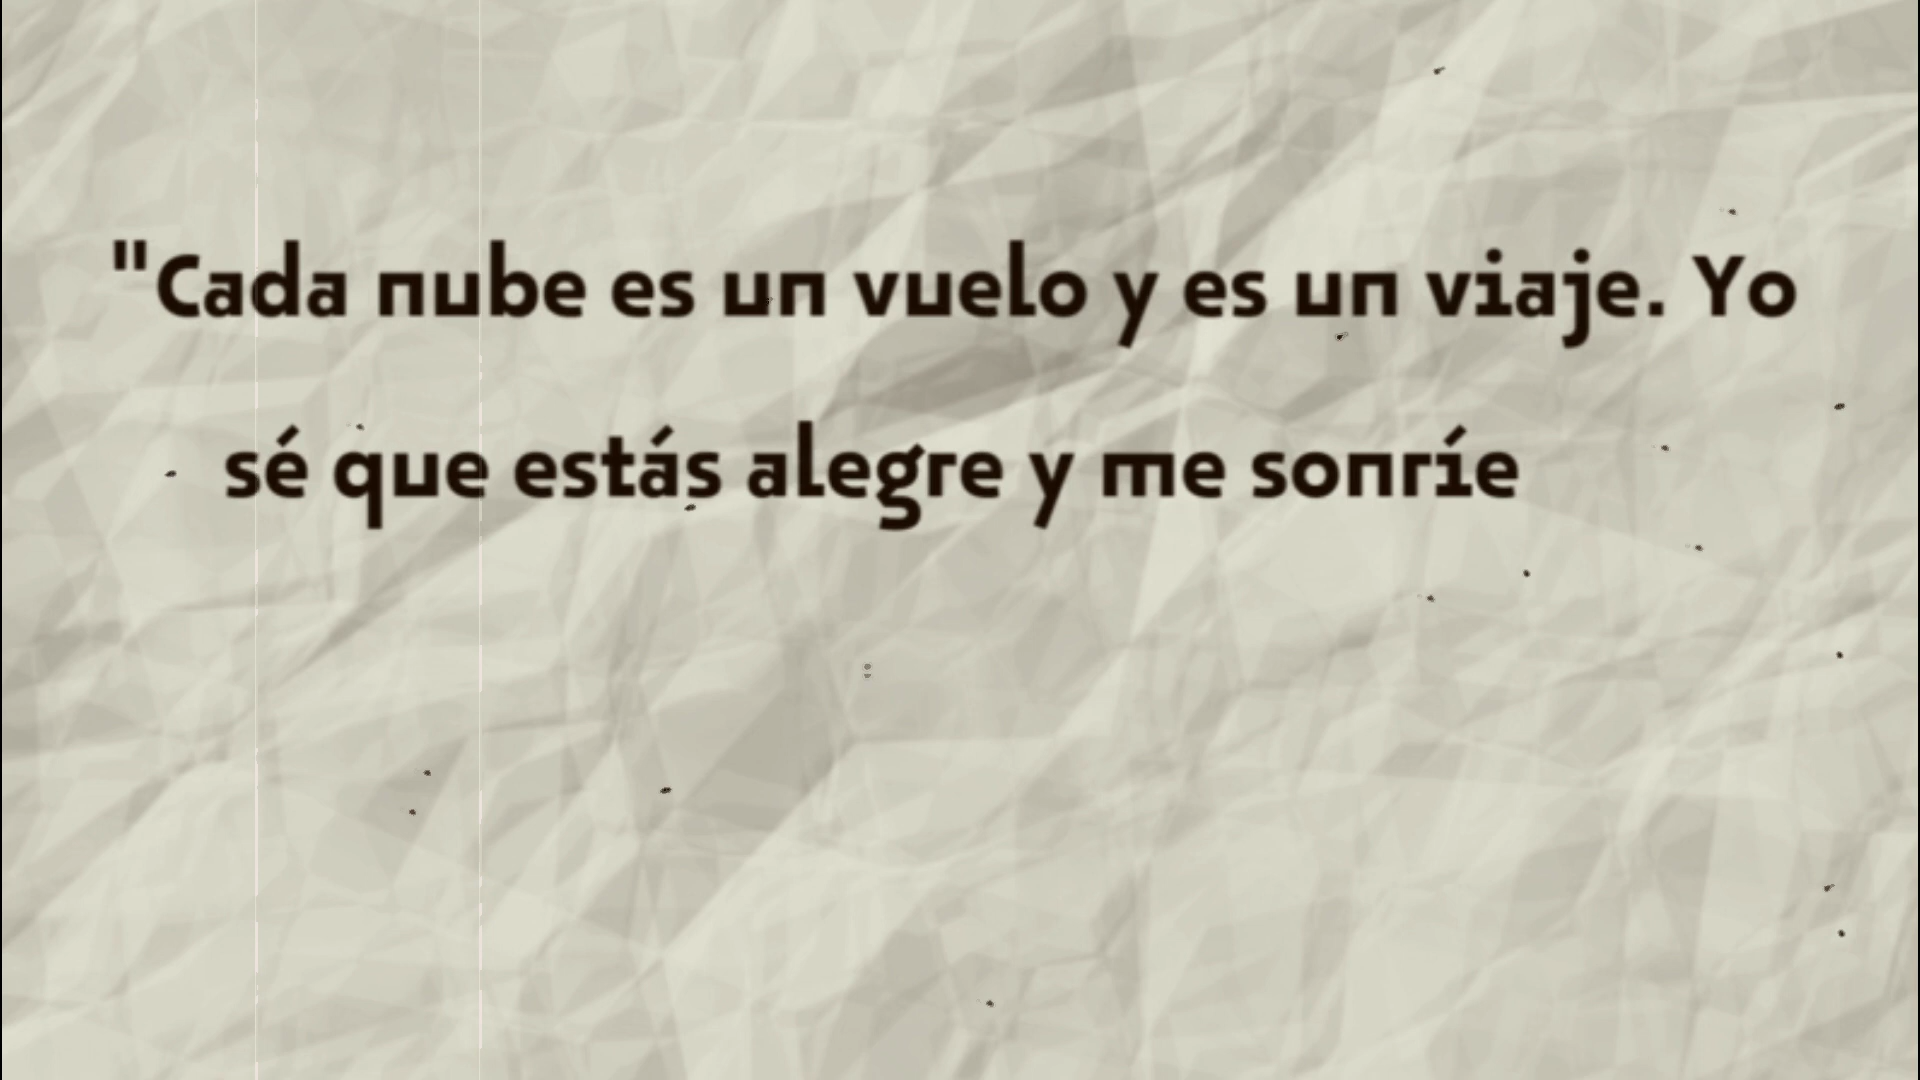 "Cada nube es un vuelo y es un viaje. Yo
sé que estás alegre y me sonríe